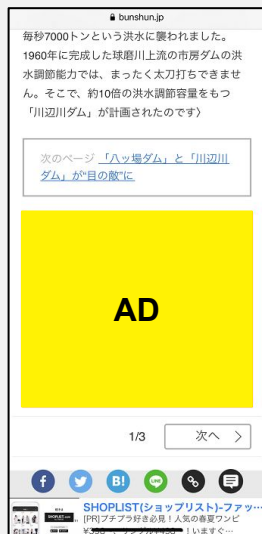 bunshun.jp
毎秒7000トンという洪水に襲われました。
1960年に完成した球磨川上流の市房ダムの洪
水調節能力では、まったく太刀打ちできませ
ん。そこで、約10倍の洪水調節容量をもつ
「川辺川ダム」が計画されたのです〉
次のページ 「八ッ場ダム」と「川辺川
ダム」が“目の敵”に
AD
1/3 次へ
f B! LINE
SHOPLIST(ショップリスト)-ファッ…
[PR]プチプラ好き必見！人気の春夏ワンピ
！いますぐ…